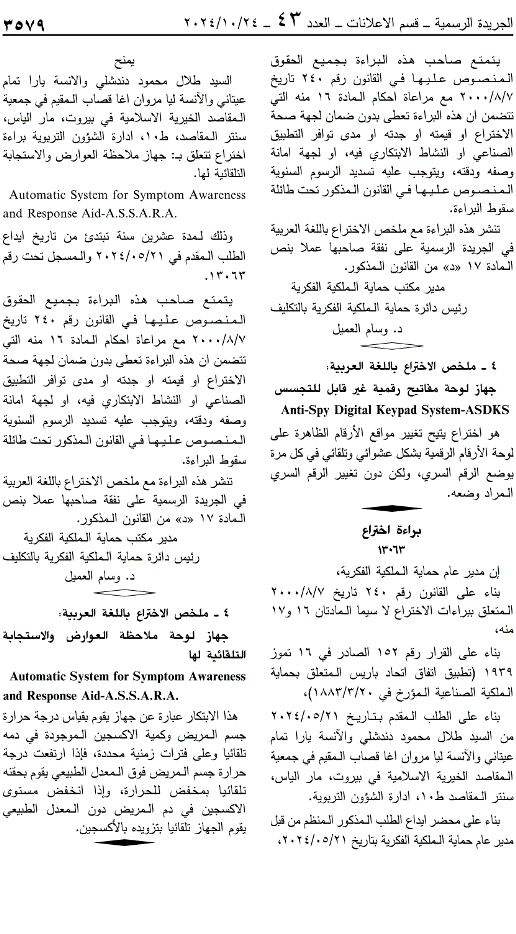 الجريدة الرسمية ــ قسم الاعلانات ــ العدد ٤٣ ــ ٢٠٢٤/١٠/٢٤
٣٥٧٩
يتمتع صاحب هذه البراءة بجميع الحقوق
المنصوص عليها في القانون رقم ٢٤٠ تاريخ
٢٠٠٠/٨/٧ مع مراعاة احكام المادة ١٦ منه التي
تتضمن ان هذه البراءة تعطى بدون ضمان لجهة صحة
الاختراع او قيمته او جدته او مدى توافر التطبيق
الصناعي او النشاط الابتكاري فيه، او لجهة امانة
وصفه ودقته، ويتوجب عليه تسديد الرسوم السنوية
المنصوص عليها في القانون المذكور تحت طائلة
سقوط البراءة.
تنشر هذه البراءة مع ملخص الاختراع باللغة العربية
في الجريدة الرسمية على نفقة صاحبها عملا بنص
المادة ١٧ «د» من القانون المذكور.
مدير مكتب حماية الملكية الفكرية
رئيس دائرة حماية الملكية الفكرية بالتكليف
د. وسام العميل
٤ ــ ملخص الاختراع باللغة العربية:
جهاز لوحة مفاتيح رقمية غير قابل للتجسس
Anti-Spy Digital Keypad System-ASDKS
هو اختراع يتيح تغيير مواقع الأرقام الظاهرة على
لوحة الأرقام الرقمية بشكل عشوائي وتلقائي في كل مرة
يوضع الرقم السري، ولكن دون تغيير الرقم السري
المراد وضعه.
براءة اختراع
١٣٠٦٣
إن مدير عام حماية الملكية الفكرية،
بناء على القانون رقم ٢٤٠ تاريخ ٢٠٠٠/٨/٧
المتعلق ببراءات الاختراع لا سيما المادتان ١٦ و١٧
منه،
بناء على القرار رقم ١٥٢ الصادر في ١٦ تموز
١٩٣٩ (تطبيق اتفاق اتحاد باريس المتعلق بحماية
الملكية الصناعية المؤرخ في ١٨٨٣/٣/٢٠)،
بناء على الطلب المقدم بتاريخ ٢٠٢٤/٠٥/٢١
من السيد طلال محمود دندشلي والآنسة يارا تمام
عيتاني والآنسة ليا مروان اغا قصاب المقيم في جمعية
المقاصد الخيرية الاسلامية في بيروت، مار الياس،
سنتر المقاصد، ط١٠، ادارة الشؤون التربوية.
بناء على محضر ايداع الطلب المذكور المنظم من قبل
مدير عام حماية الملكية الفكرية بتاريخ ٢٠٢٤/٠٥/٢١،
يمنح
السيد طلال محمود دندشلي والانسة يارا تمام
عيتاني والآنسة ليا مروان اغا قصاب المقيم في جمعية
المقاصد الخيرية الاسلامية في بيروت، مار الياس،
سنتر المقاصد، ط١٠، ادارة الشؤون التربوية براءة
اختراع تتعلق بـ: جهاز ملاحظة العوارض والاستجابة
التلقائية لها.
Automatic System for Symptom Awareness
and Response Aid-A.S.S.A.R.A.
وذلك لمدة عشرين سنة تبتدئ من تاريخ ايداع
الطلب المقدم في ٢٠٢٤/٠٥/٢١ والمسجل تحت رقم
١٣٠٦٣.
يتمتع صاحب هذه البراءة بجميع الحقوق
المنصوص عليها في القانون رقم ٢٤٠ تاريخ
٢٠٠٠/٨/٧ مع مراعاة احكام المادة ١٦ منه التي
تتضمن ان هذه البراءة تعطى بدون ضمان لجهة صحة
الاختراع او قيمته او جدته او مدى توافر التطبيق
الصناعي او النشاط الابتكاري فيه، او لجهة امانة
وصفه ودقته، ويتوجب عليه تسديد الرسوم السنوية
المنصوص عليها في القانون المذكور تحت طائلة
سقوط البراءة.
تنشر هذه البراءة مع ملخص الاختراع باللغة العربية
في الجريدة الرسمية على نفقة صاحبها عملا بنص
المادة ١٧ «د» من القانون المذكور.
مدير مكتب حماية الملكية الفكرية
رئيس دائرة حماية الملكية الفكرية بالتكليف
د. وسام العميل
٤ ــ ملخص الاختراع باللغة العربية:
جهاز لوحة ملاحظة العوارض والاستجابة
التلقائية لها
Automatic System for Symptom Awareness
and Response Aid-A.S.S.A.R.A.
هذا الابتكار عبارة عن جهاز يقوم بقياس درجة حرارة
جسم المريض وكمية الاكسجين الموجودة في دمه
تلقائيا وعلى فترات زمنية محددة، فإذا ارتفعت درجة
حرارة جسم المريض فوق المعدل الطبيعي يقوم بحقنه
تلقائيا بمخفض للحرارة، وإذا انخفض مستوى
الاكسجين في دم المريض دون المعدل الطبيعي
يقوم الجهاز تلقائيا بتزويده بالأكسجين.